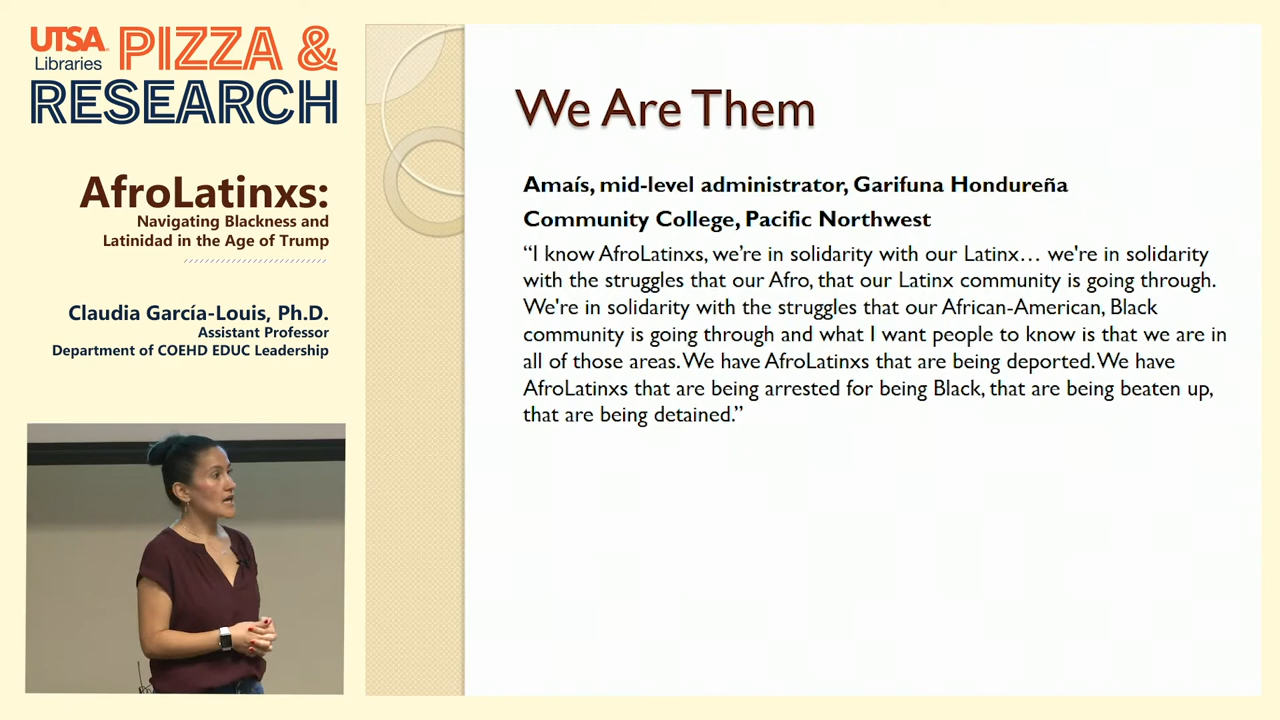 UTSA
Libraries
PIZZA &
RESEARCH
AfroLatinxs:
Navigating Blackness and
Latinidad in the Age of Trump
Claudia García-Louis, Ph.D.
Assistant Professor
Department of COEHD EDUC Leadership
We Are Them
Amaís, mid-level administrator, Garifuna Hondureña
Community College, Pacific Northwest
“I know AfroLatinxs, we’re in solidarity with our Latinx… we're in solidarity
with the struggles that our Afro, that our Latinx community is going through.
We're in solidarity with the struggles that our African-American, Black
community is going through and what I want people to know is that we are in
all of those areas. We have AfroLatinxs that are being deported. We have
AfroLatinxs that are being arrested for being Black, that are being beaten up,
that are being detained.”